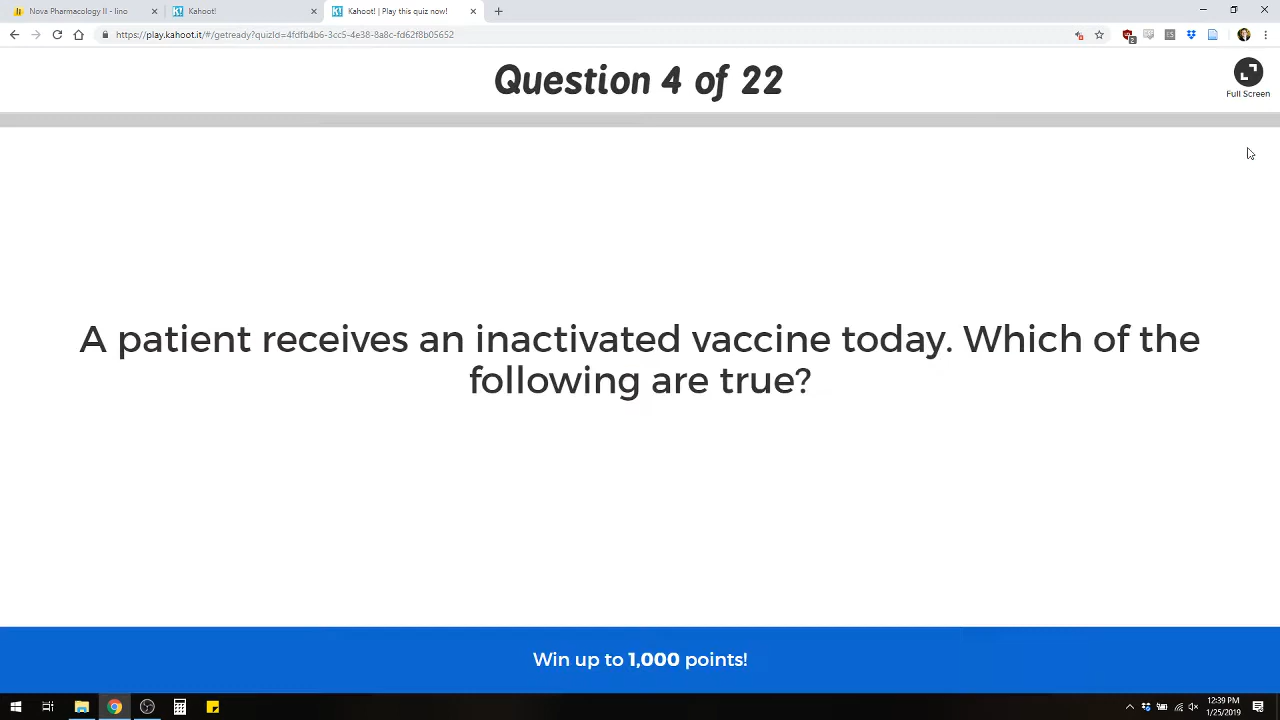 Nova Pharmacology II - lino
Kahoot!
Kahoot! | Play this quiz now!
https://play.kahoot.it/#/getready?quizId=4fdfb4b6-3cc5-4e38-8a8c-fd62f8b05652
Question 4 of 22
Full Screen
A patient receives an inactivated vaccine today. Which of the
following are true?
Win up to 1,000 points!
12:39 PM
1/25/2019